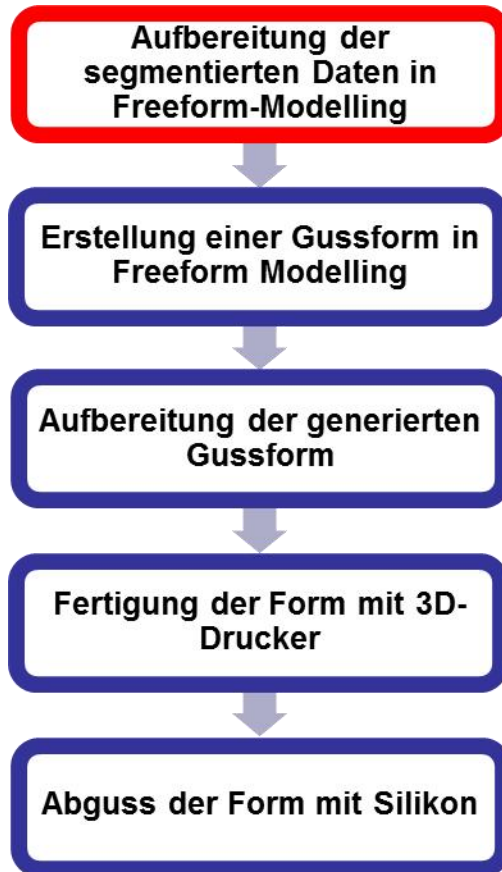 Aufbereitung der
segmentierten Daten in
Freeform-Modelling
Erstellung einer Gussform in
Freeform Modelling
Aufbereitung der generierten
Gussform
Fertigung der Form mit 3D-
Drucker
Abguss der Form mit Silikon